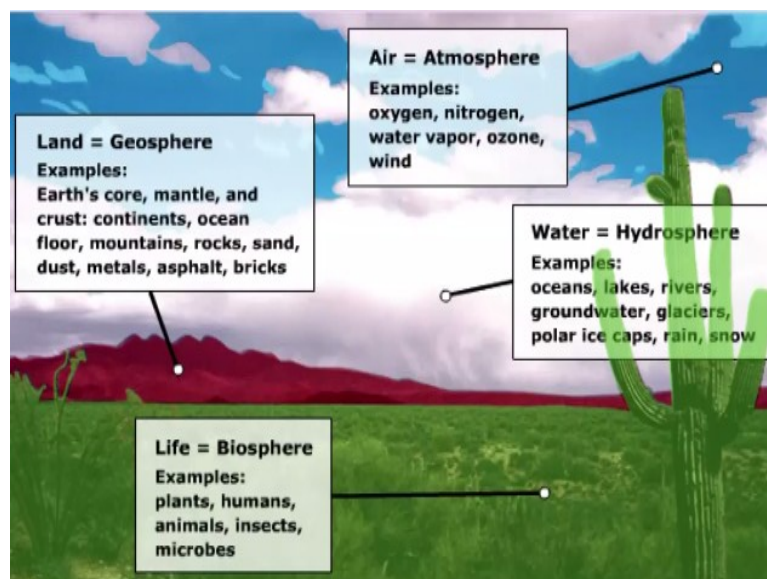 Air = Atmosphere
Examples:
oxygen, nitrogen,
water vapor, ozone,
wind
Land = Geosphere
Examples:
Earth's core, mantle, and
crust: continents, ocean
floor, mountains, rocks, sand,
dust, metals, asphalt, bricks
Water = Hydrosphere
Examples:
oceans, lakes, rivers,
groundwater, glaciers,
polar ice caps, rain, snow
Life = Biosphere
Examples:
plants, humans,
animals, insects,
microbes